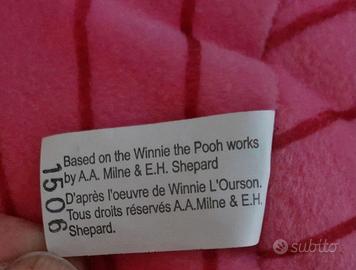 Based on the Winnie the Pooh works
by A.A. Milne & E.H. Shepard
D'après l'oeuvre de Winnie L'Ourson.
Tous droits réservés A.A.Milne & E.H.
Shepard.
1506
subito